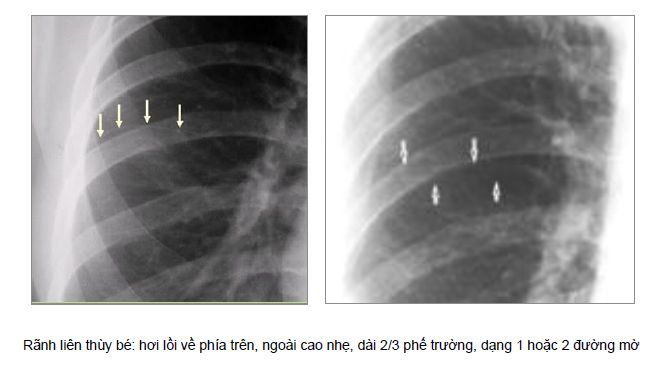 Rãnh liên thùy bé: hơi lồi về phía trên, ngoài cao nhẹ, dài 2/3 phế trường, dạng 1 hoặc 2 đường mờ